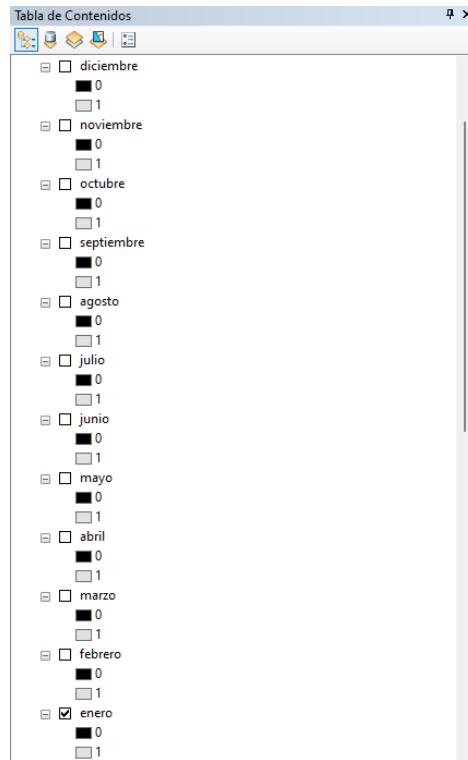 Tabla de Contenidos
diciembre
0
1
noviembre
0
1
octubre
0
1
septiembre
0
1
agosto
0
1
julio
0
1
junio
0
1
mayo
0
1
abril
0
1
marzo
0
1
febrero
0
1
enero
0
1